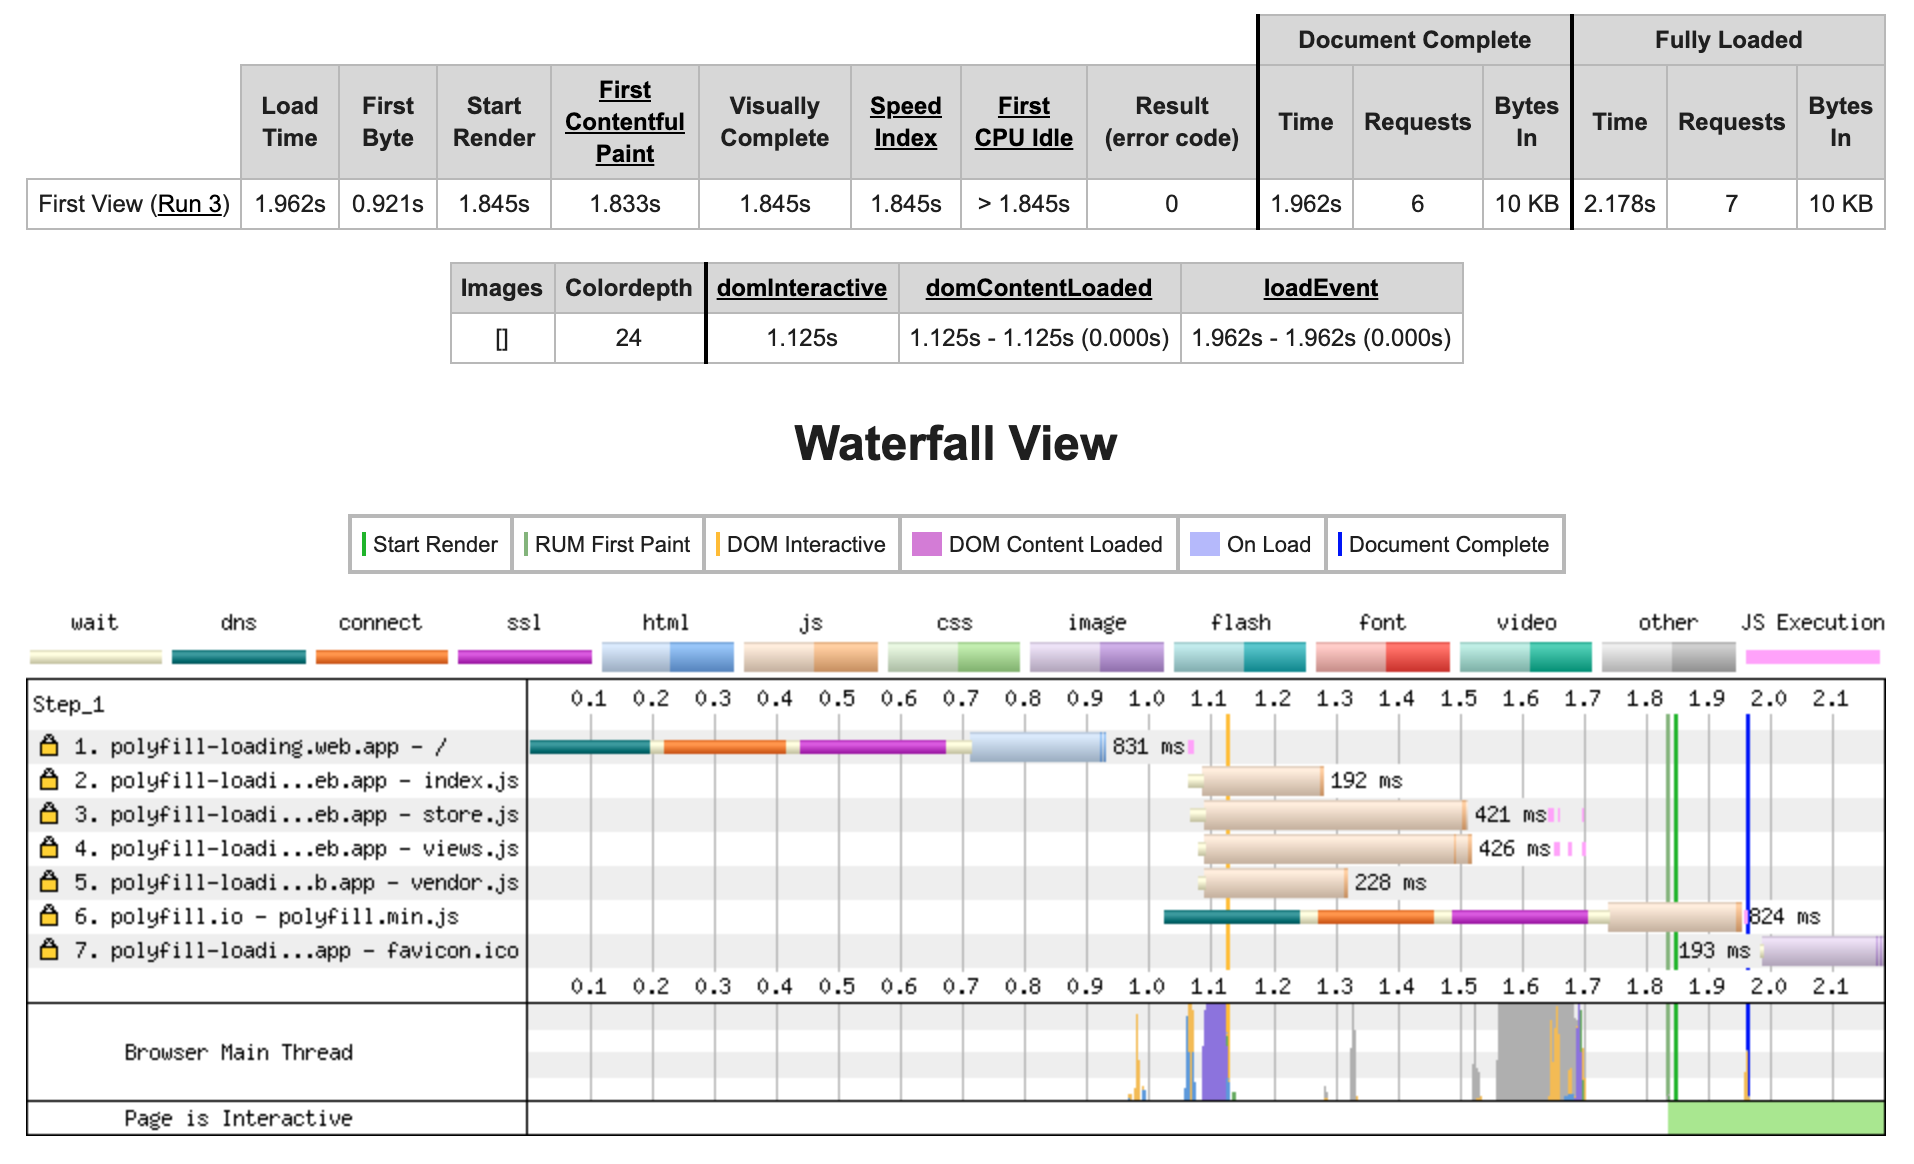 Document Complete Fully Loaded
Load Time First Byte Start Render First Contentful Paint Visually Complete Speed Index First CPU Idle Result (error code) Time Requests Bytes In Time Requests Bytes In
First View (Run 3) 1.962s 0.921s 1.845s 1.833s 1.845s 1.845s > 1.845s 0 1.962s 6 10 KB 2.178s 7 10 KB
Images Colordepth domInteractive domContentLoaded loadEvent
[] 24 1.125s 1.125s - 1.125s (0.000s) 1.962s - 1.962s (0.000s)
Waterfall View
Start Render RUM First Paint DOM Interactive DOM Content Loaded On Load Document Complete
wait dns connect ssl html js css image flash font video other JS Execution
Step_1 0.1 0.2 0.3 0.4 0.5 0.6 0.7 0.8 0.9 1.0 1.1 1.2 1.3 1.4 1.5 1.6 1.7 1.8 1.9 2.0 2.1
1. polyfill-loading.web.app - / 831 ms
2. polyfill-loadi...eb.app - index.js 192 ms
3. polyfill-loadi...eb.app - store.js 421 ms
4. polyfill-loadi...eb.app - views.js 426 ms
5. polyfill-loadi...b.app - vendor.js 228 ms
6. polyfill.io - polyfill.min.js 824 ms
7. polyfill-loadi...app - favicon.ico 193 ms
0.1 0.2 0.3 0.4 0.5 0.6 0.7 0.8 0.9 1.0 1.1 1.2 1.3 1.4 1.5 1.6 1.7 1.8 1.9 2.0 2.1
Browser Main Thread
Page is Interactive